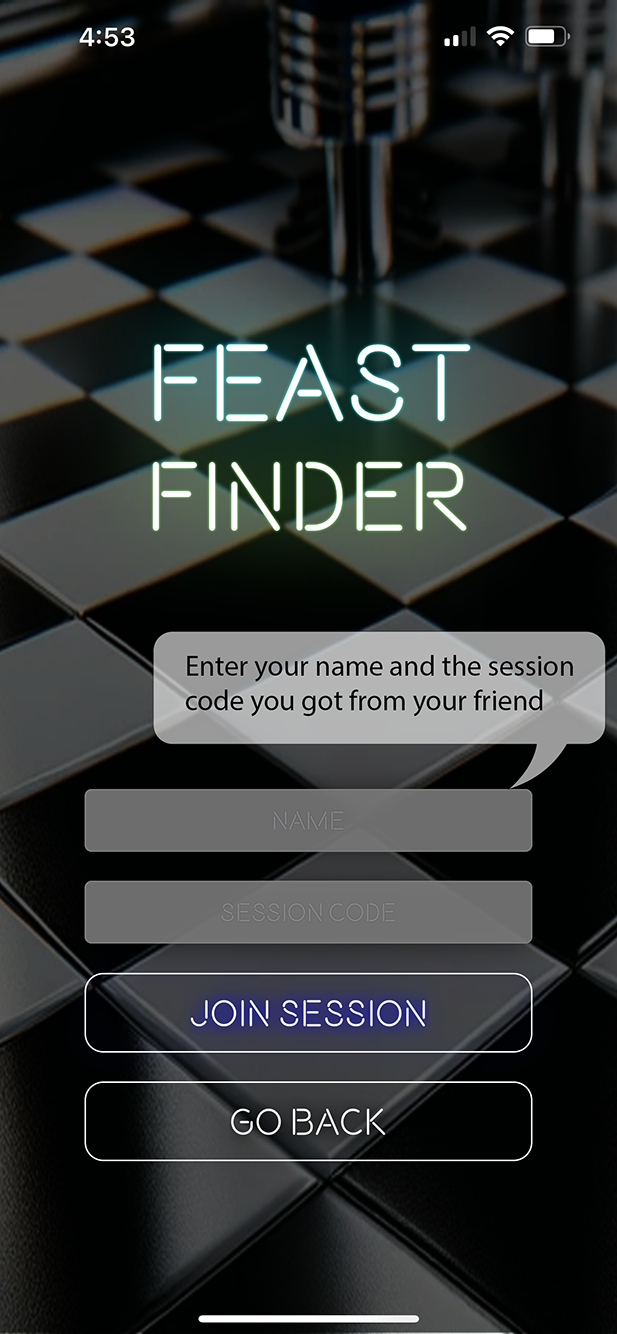 4:53
FEAST
FINDER
Enter your name and the session
code you got from your friend
NAME
SESSION CODE
JOIN SESSION
GO BACK